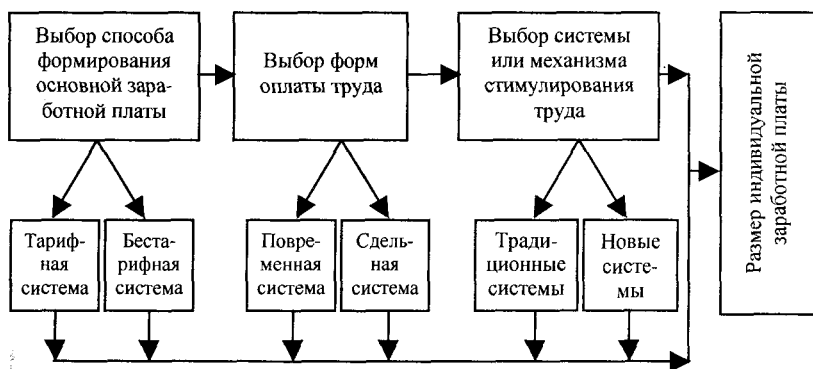 Выбор способа
формирования
основной зара-
ботной платы
Выбор форм
оплаты труда
Выбор системы
или механизма
стимулирования
труда
Размер индивидуальной
заработной платы
Тариф-
ная
система
Беста-
рифная
система
Повре-
менная
система
Сдель-
ная
система
Тради-
ционные
системы
Новые
систе-
мы